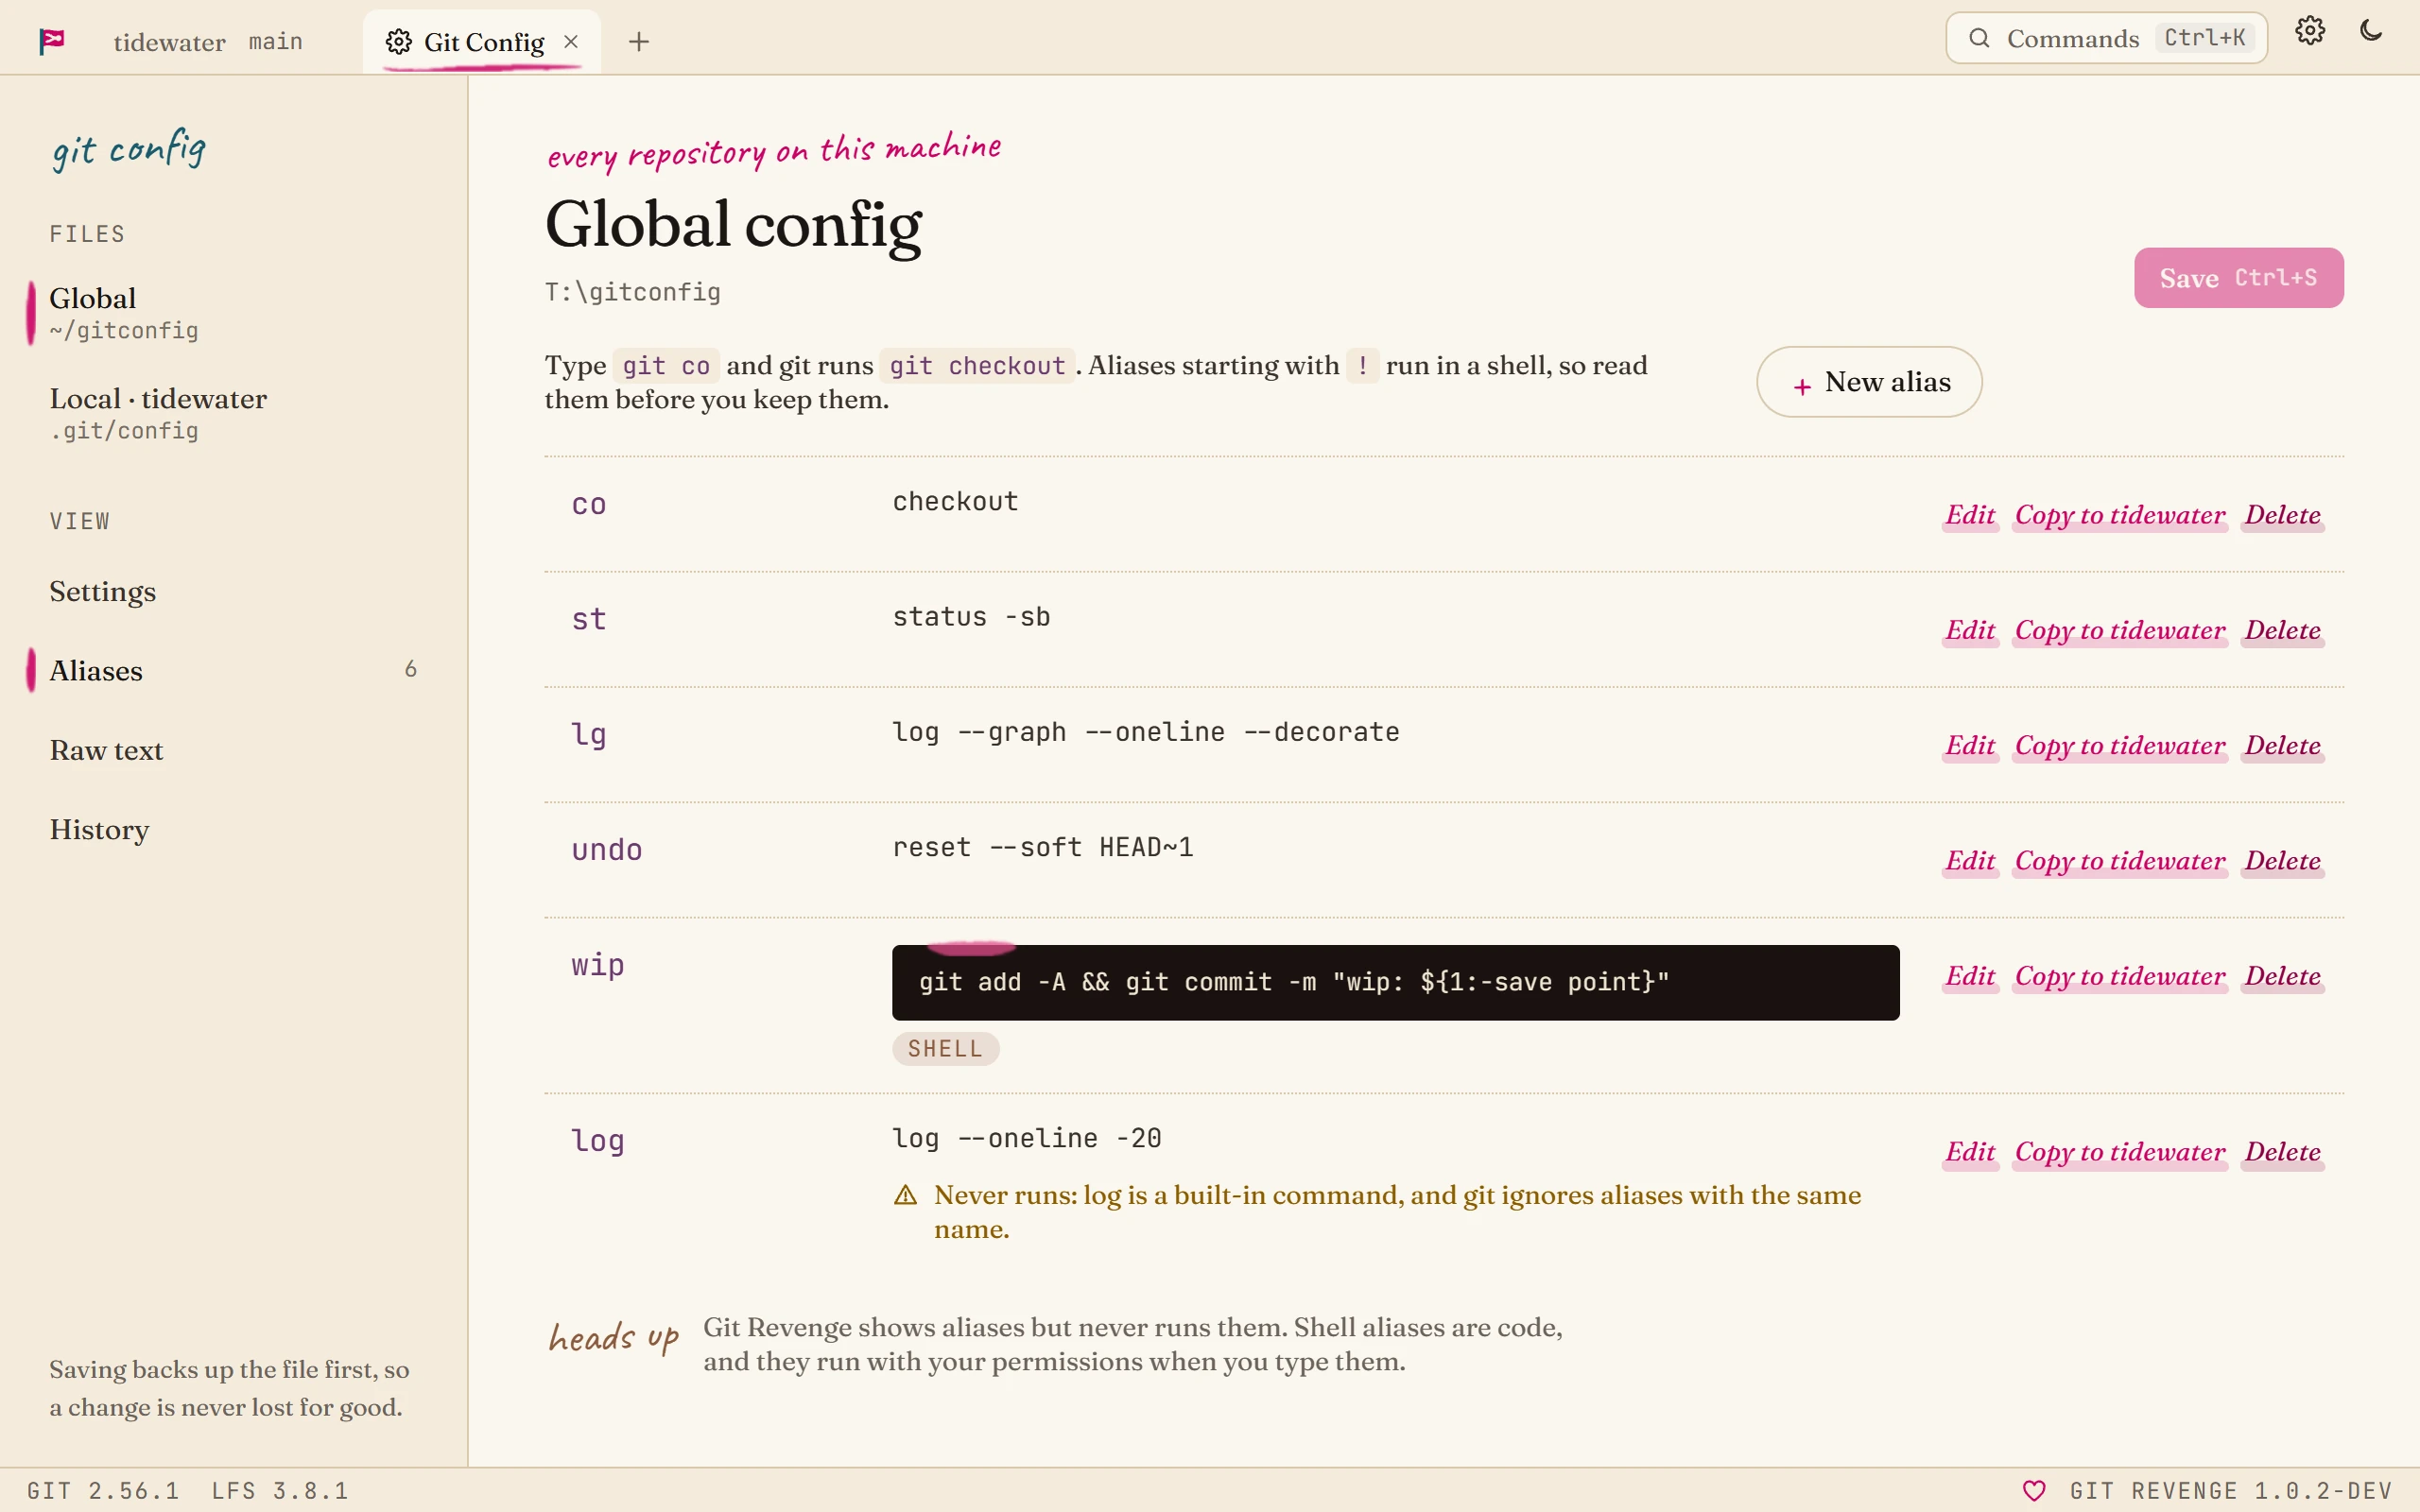 tidewater main
Git Config
Commands Ctrl+K
git config
FILES
Global
~/gitconfig
Local · tidewater
.git/config
VIEW
Settings
Aliases 6
Raw text
History
Saving backs up the file first, so
a change is never lost for good.
every repository on this machine
Global config
T:\gitconfig
Save Ctrl+S
Type git co and git runs git checkout. Aliases starting with ! run in a shell, so read
them before you keep them.
+ New alias
co checkout Edit Copy to tidewater Delete
st status -sb Edit Copy to tidewater Delete
lg log --graph --oneline --decorate Edit Copy to tidewater Delete
undo reset --soft HEAD~1 Edit Copy to tidewater Delete
wip git add -A && git commit -m "wip: ${1:-save point}" Edit Copy to tidewater Delete
SHELL
log log --oneline -20 Edit Copy to tidewater Delete
Never runs: log is a built-in command, and git ignores aliases with the same
name.
heads up Git Revenge shows aliases but never runs them. Shell aliases are code,
and they run with your permissions when you type them.
GIT 2.56.1 LFS 3.8.1
GIT REVENGE 1.0.2-DEV